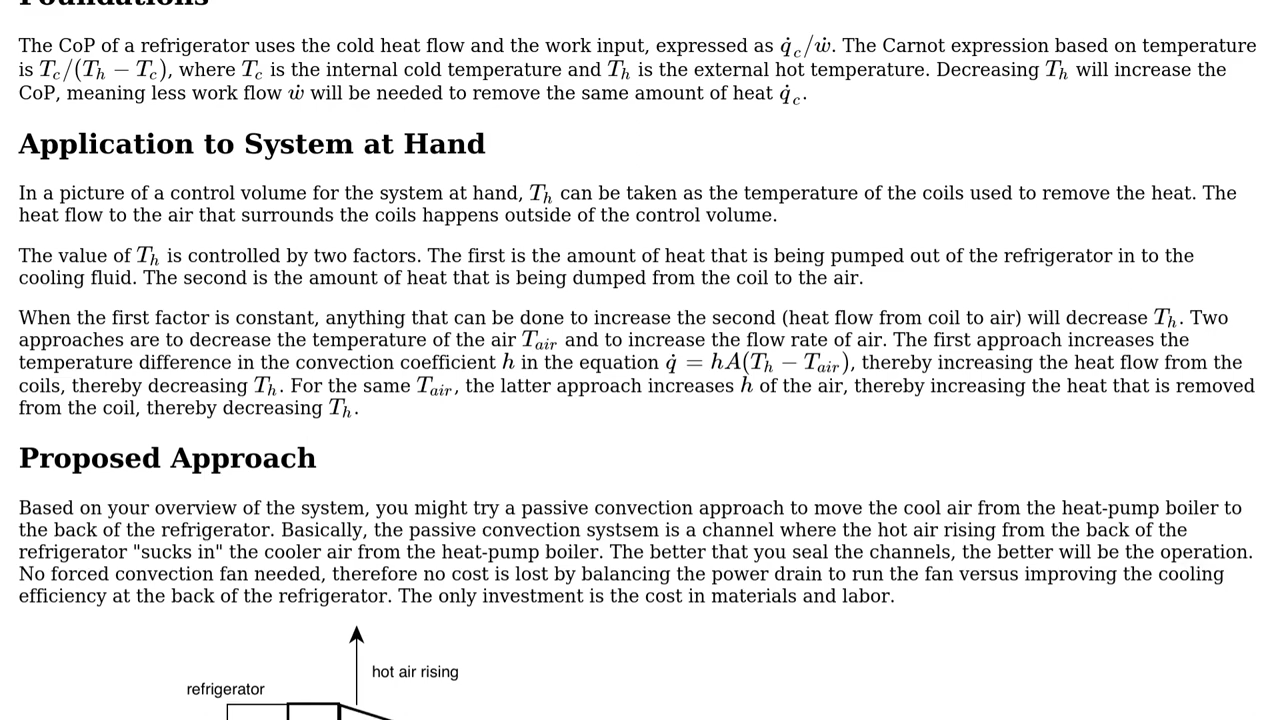 Foundations
The CoP of a refrigerator uses the cold heat flow and the work input, expressed as q̇_c/ẇ. The Carnot expression based on temperature
is T_c/(T_h − T_c), where T_c is the internal cold temperature and T_h is the external hot temperature. Decreasing T_h will increase the
CoP, meaning less work flow ẇ will be needed to remove the same amount of heat q̇_c.
Application to System at Hand
In a picture of a control volume for the system at hand, T_h can be taken as the temperature of the coils used to remove the heat. The
heat flow to the air that surrounds the coils happens outside of the control volume.
The value of T_h is controlled by two factors. The first is the amount of heat that is being pumped out of the refrigerator in to the
cooling fluid. The second is the amount of heat that is being dumped from the coil to the air.
When the first factor is constant, anything that can be done to increase the second (heat flow from coil to air) will decrease T_h. Two
approaches are to decrease the temperature of the air T_air and to increase the flow rate of air. The first approach increases the
temperature difference in the convection coefficient h in the equation q̇ = hA(T_h − T_air), thereby increasing the heat flow from the
coils, thereby decreasing T_h. For the same T_air, the latter approach increases h of the air, thereby increasing the heat that is removed
from the coil, thereby decreasing T_h.
Proposed Approach
Based on your overview of the system, you might try a passive convection approach to move the cool air from the heat-pump boiler to
the back of the refrigerator. Basically, the passive convection systsem is a channel where the hot air rising from the back of the
refrigerator "sucks in" the cooler air from the heat-pump boiler. The better that you seal the channels, the better will be the operation.
No forced convection fan needed, therefore no cost is lost by balancing the power drain to run the fan versus improving the cooling
efficiency at the back of the refrigerator. The only investment is the cost in materials and labor.
hot air rising
refrigerator